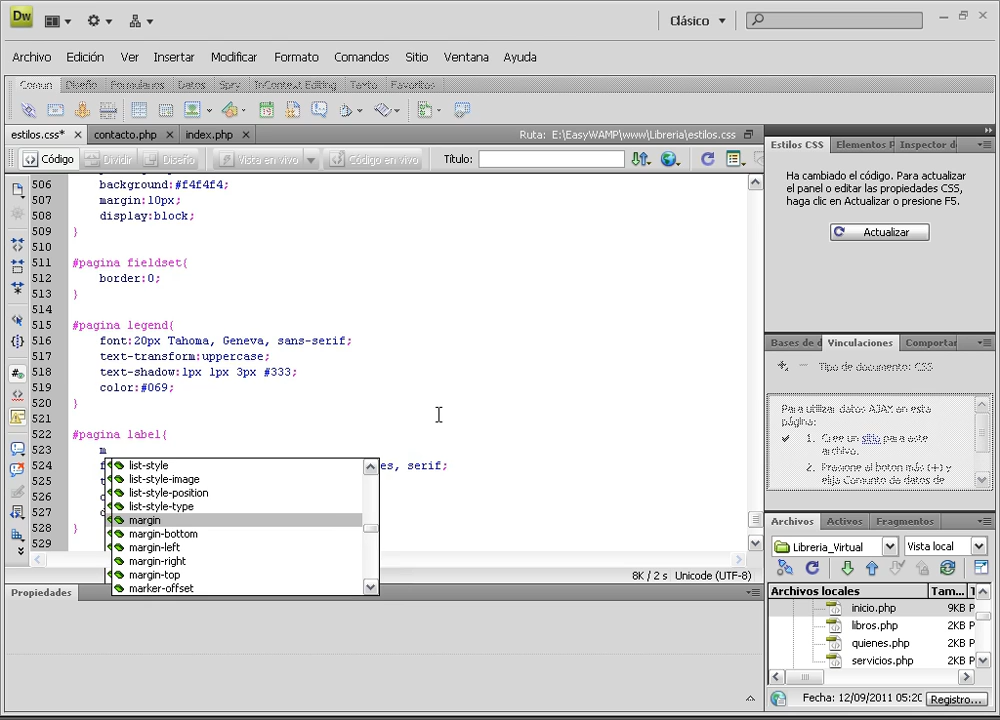 Dw
Clásico
Archivo Edición Ver Insertar Modificar Formato Comandos Sitio Ventana Ayuda
Común Diseño Formularios Datos Spry InContext Editing Texto Favoritos
estilos.css* contacto.php index.php Ruta: E:\EasyWAMP\www\Libreria\estilos.css
Código Dividir Diseño Vista en vivo Código en vivo Título:
506 background:#f4f4f4;
507 margin:10px;
508 display:block;
509 }
510
511 #pagina fieldset{
512 border:0;
513 }
514
515 #pagina legend{
516 font:20px Tahoma, Geneva, sans-serif;
517 text-transform:uppercase;
518 text-shadow:1px 1px 3px #333;
519 color:#069;
520 }
521
522 #pagina label{
523 m
524 f es, serif;
525 t
526 c
527
528 }
529
list-style
list-style-image
list-style-position
list-style-type
margin
margin-bottom
margin-left
margin-right
margin-top
marker-offset
8K / 2 s Unicode (UTF-8)
Propiedades
Estilos CSS Elementos P Inspector d
Ha cambiado el código. Para actualizar
el panel o editar las propiedades CSS,
haga clic en Actualizar o presione F5.
Actualizar
Bases de d Vinculaciones Comportar
Tipo de documento: CSS
Para utilizar datos AJAX en esta
página:
1. Cree un sitio para este
archivo.
2. Presione el botón más (+) y
elija Conjunto de datos de
Archivos Activos Fragmentos
Libreria_Virtual Vista local
Archivos locales Tam... T
inicio.php 9KB P
libros.php 2KB P
quienes.php 2KB P
servicios.php 2KB P
Fecha: 12/09/2011 05:20 Registro...